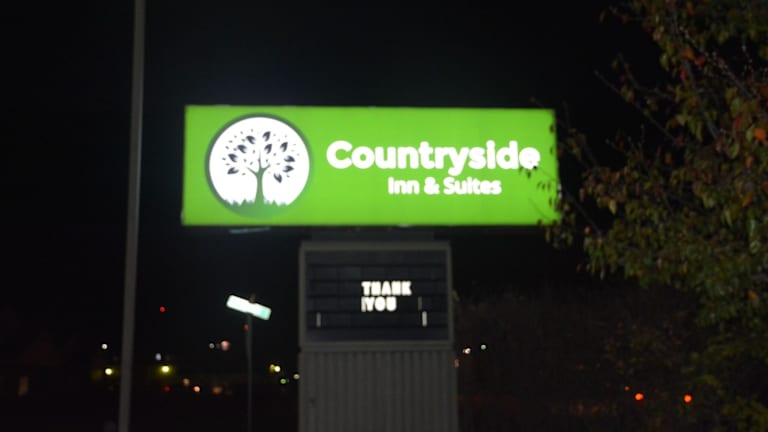 Countryside
Inn & Suites
THANK
YOU